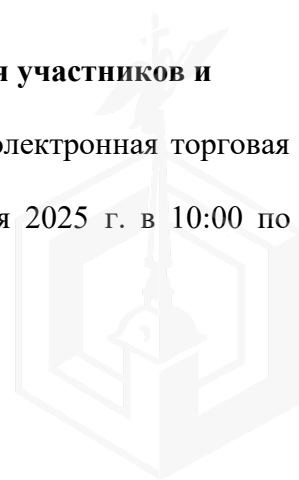 я участников и
электронная торговая
я 2025 г. в 10:00 по